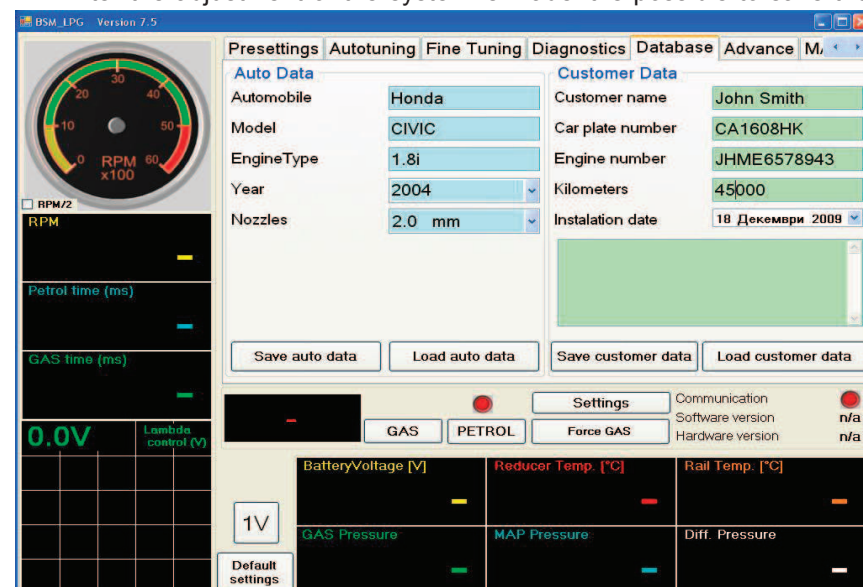 BSM_LPG Version 7.5
Presettings Autotuning Fine Tuning Diagnostics Database Advance
0 10 20 30 40 50 60
RPM
x100
RPM/2
RPM
Petrol time (ms)
GAS time (ms)
0.0V
Lambda
control (V)
Auto Data
Automobile Honda
Model CIVIC
EngineType 1.8i
Year 2004
Nozzles 2.0 mm
Save auto data Load auto data
Customer Data
Customer name John Smith
Car plate number CA1608HK
Engine number JHME6578943
Kilometers 45000
Instalation date 18 Декември 2009
Save customer data Load customer data
GAS PETROL
Settings
Force GAS
Communication
Software version n/a
Hardware version n/a
1V
Default
settings
BatteryVoltage [V] Reducer Temp. [°C] Rail Temp. [°C]
GAS Pressure MAP Pressure Diff. Pressure